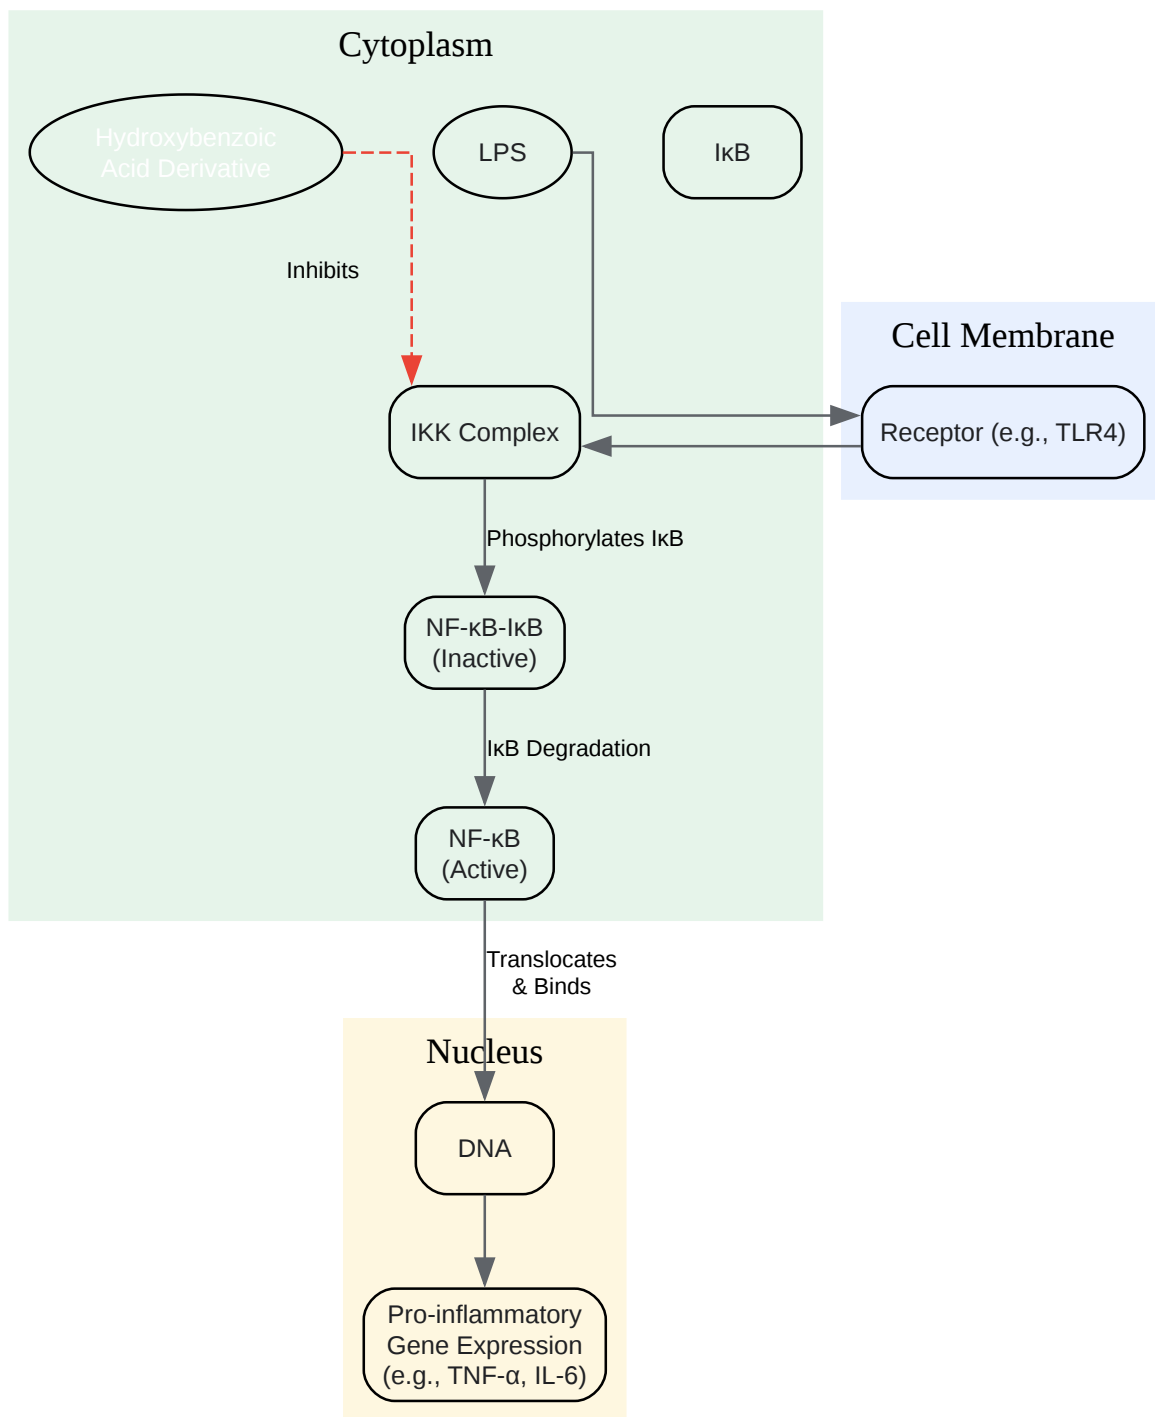 Cytoplasm
Hydroxybenzoic
Acid Derivative
LPS
IκB
Inhibits
Cell Membrane
IKK Complex
Receptor (e.g., TLR4)
Phosphorylates IκB
NF-κB-IκB
(Inactive)
IκB Degradation
NF-κB
(Active)
Translocates
& Binds
Nucleus
DNA
Pro-inflammatory
Gene Expression
(e.g., TNF-α, IL-6)